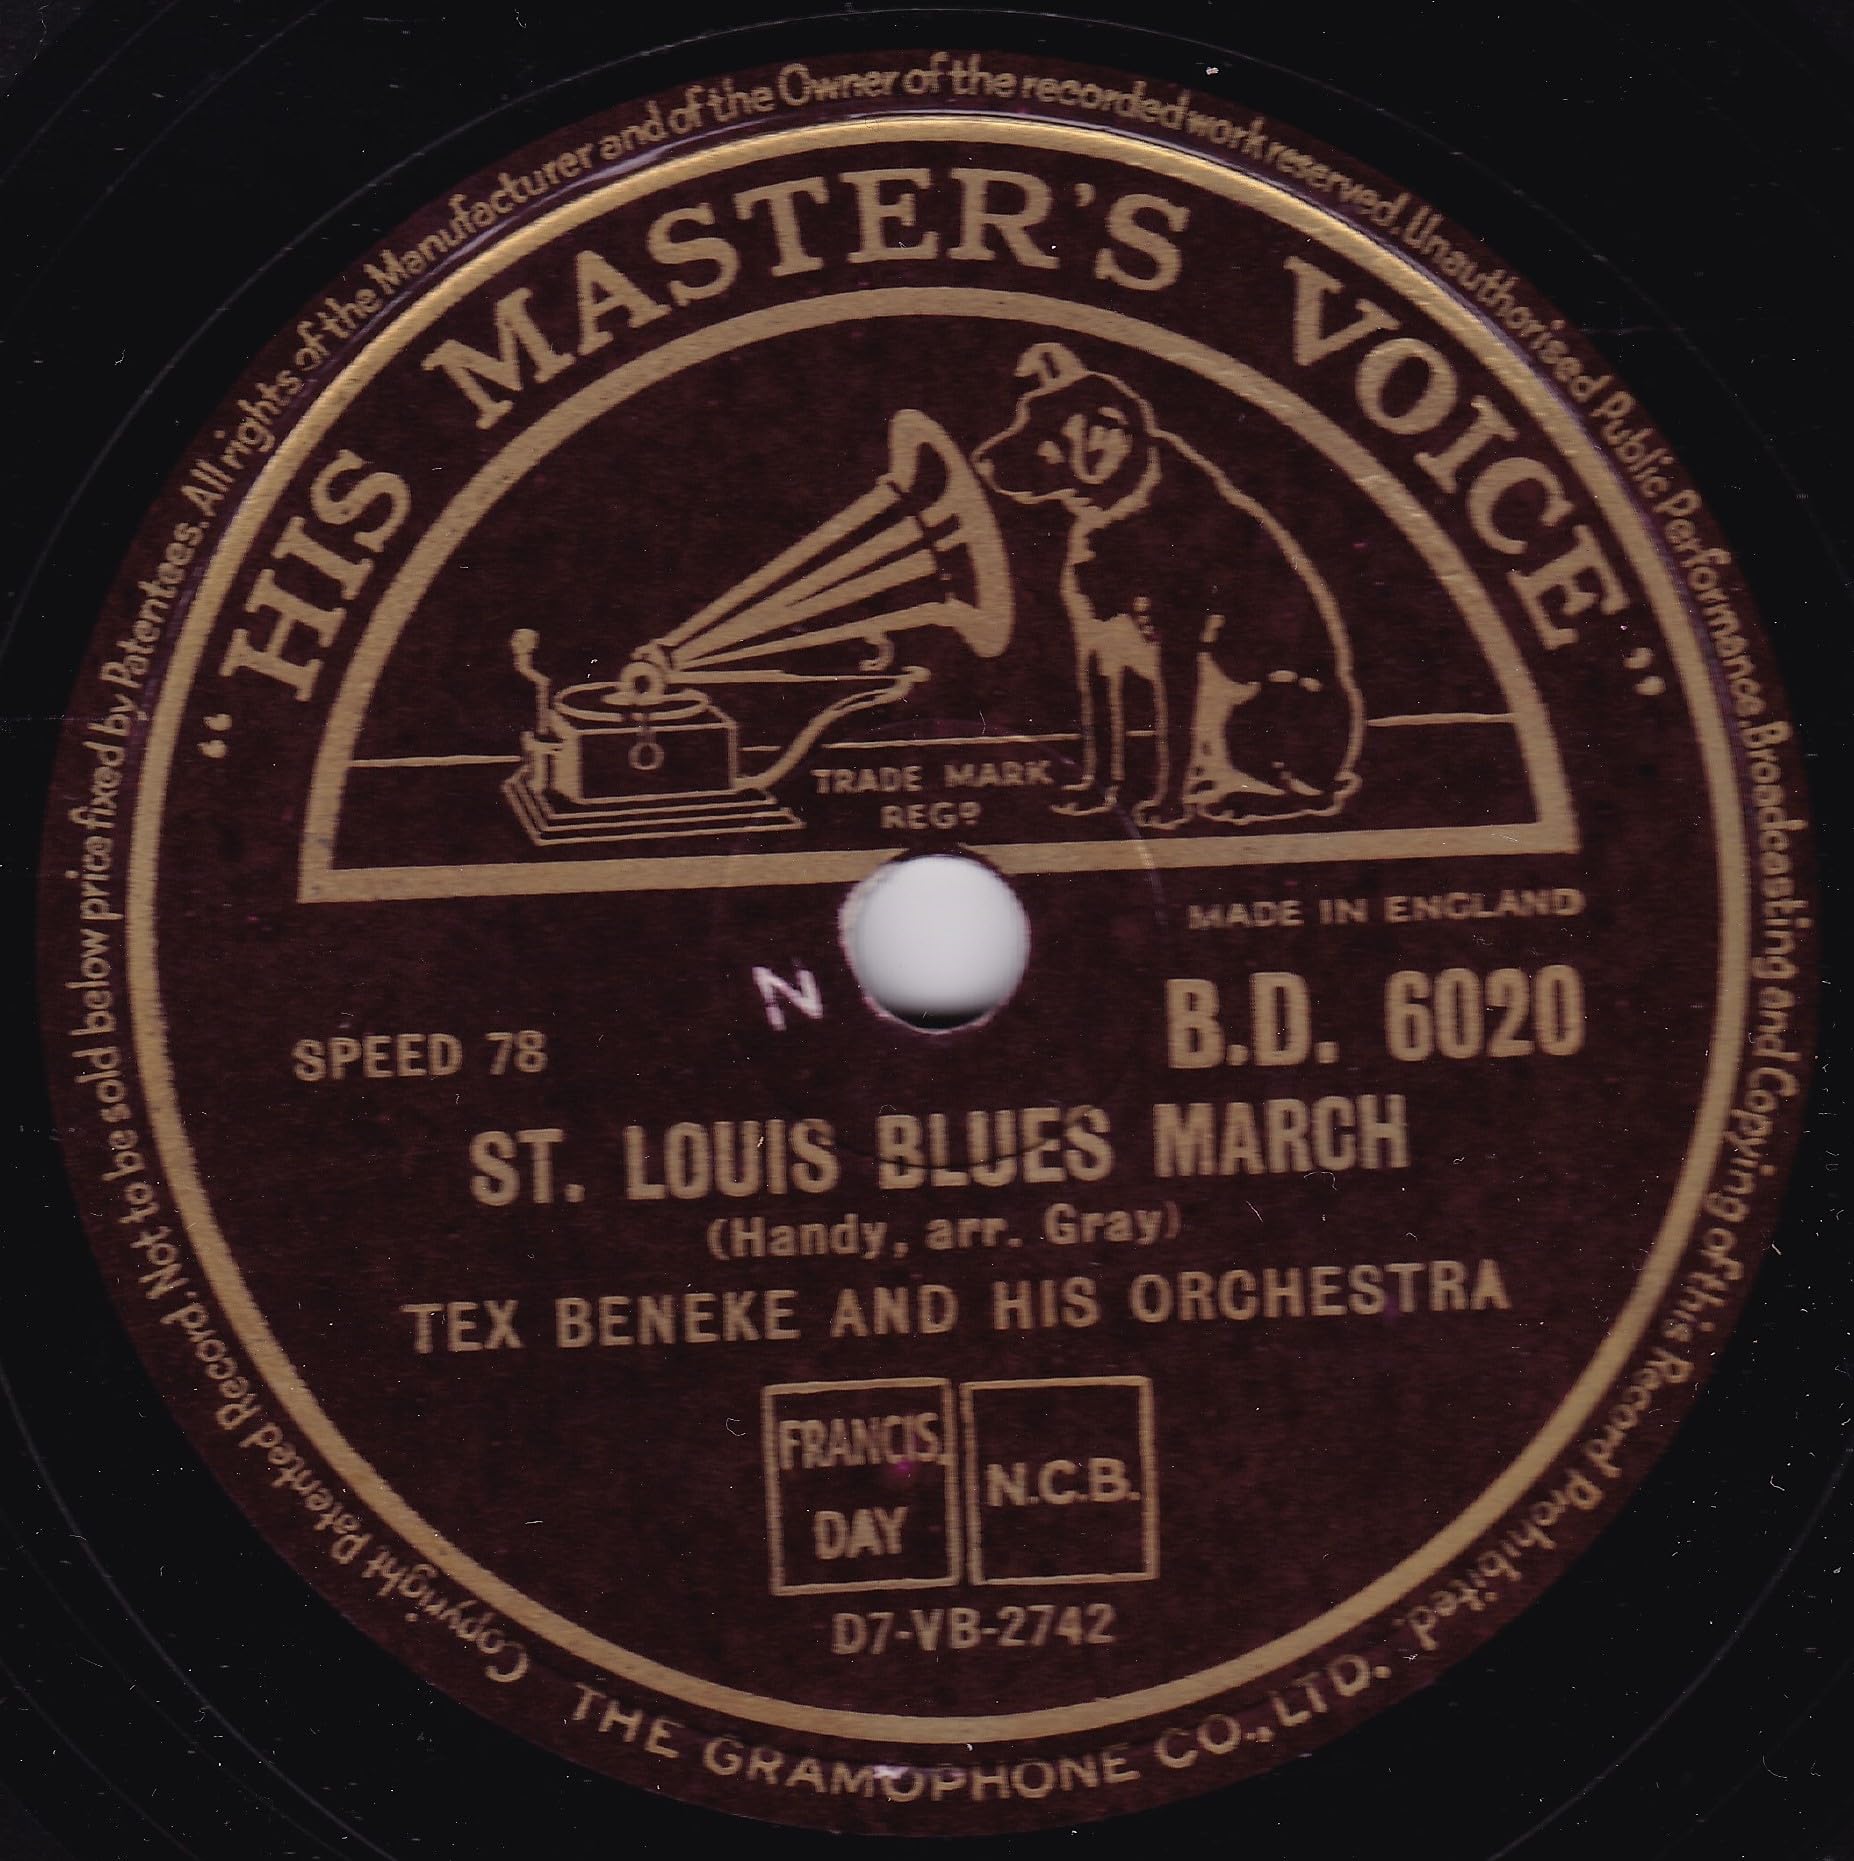 Copyright Patented Record. Not to be sold below price fixed by Patentees. All rights of the Manufacturer and of the Owner of the recorded work reserved. Unauthorised Public Performance, Broadcasting and Copying of this Record Prohibited.
“HIS MASTER'S VOICE”
TRADE MARK
REGD
MADE IN ENGLAND
N
B.D. 6020
SPEED 78
ST. LOUIS BLUES MARCH
(Handy, arr. Gray)
TEX BENEKE AND HIS ORCHESTRA
FRANCIS,
DAY
N.C.B.
D7-VB-2742
THE GRAMOPHONE CO., LTD.